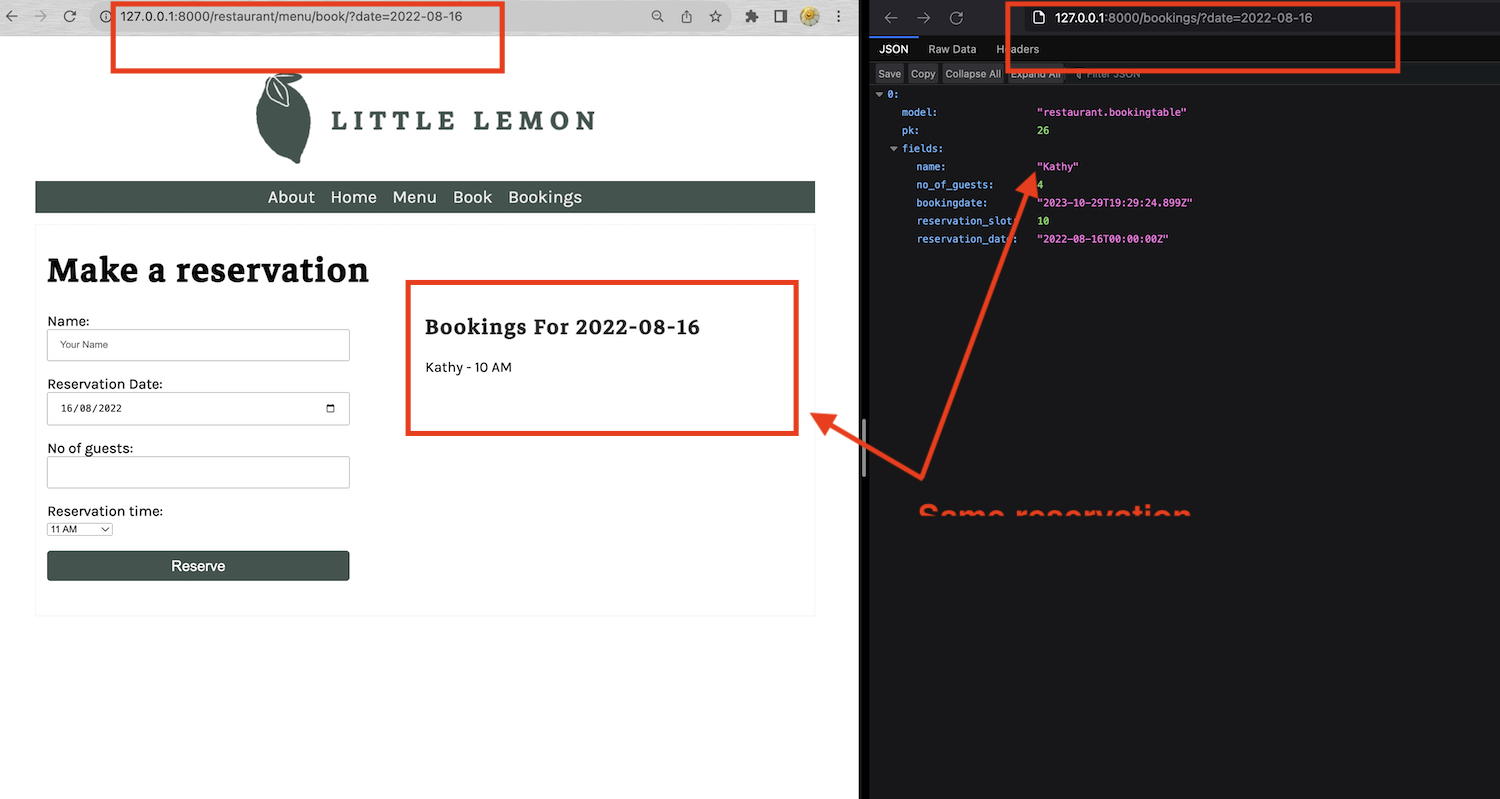 127.0.0.1:8000/restaurant/menu/book/?date=2022-08-16
LITTLE LEMON
About Home Menu Book Bookings
Make a reservation
Name:
Your Name
Reservation Date:
16/08/2022
No of guests:
Reservation time:
11 AM
Reserve
Bookings For 2022-08-16
Kathy - 10 AM
127.0.0.1:8000/bookings/?date=2022-08-16
JSON Raw Data Headers
Save Copy Collapse All Expand All Filter JSON
0:
model: "restaurant.bookingtable"
pk: 26
fields:
name: "Kathy"
no_of_guests: 4
bookingdate: "2023-10-29T19:29:24.899Z"
reservation_slot: 10
reservation_date: "2022-08-16T00:00:00Z"
Same reservation